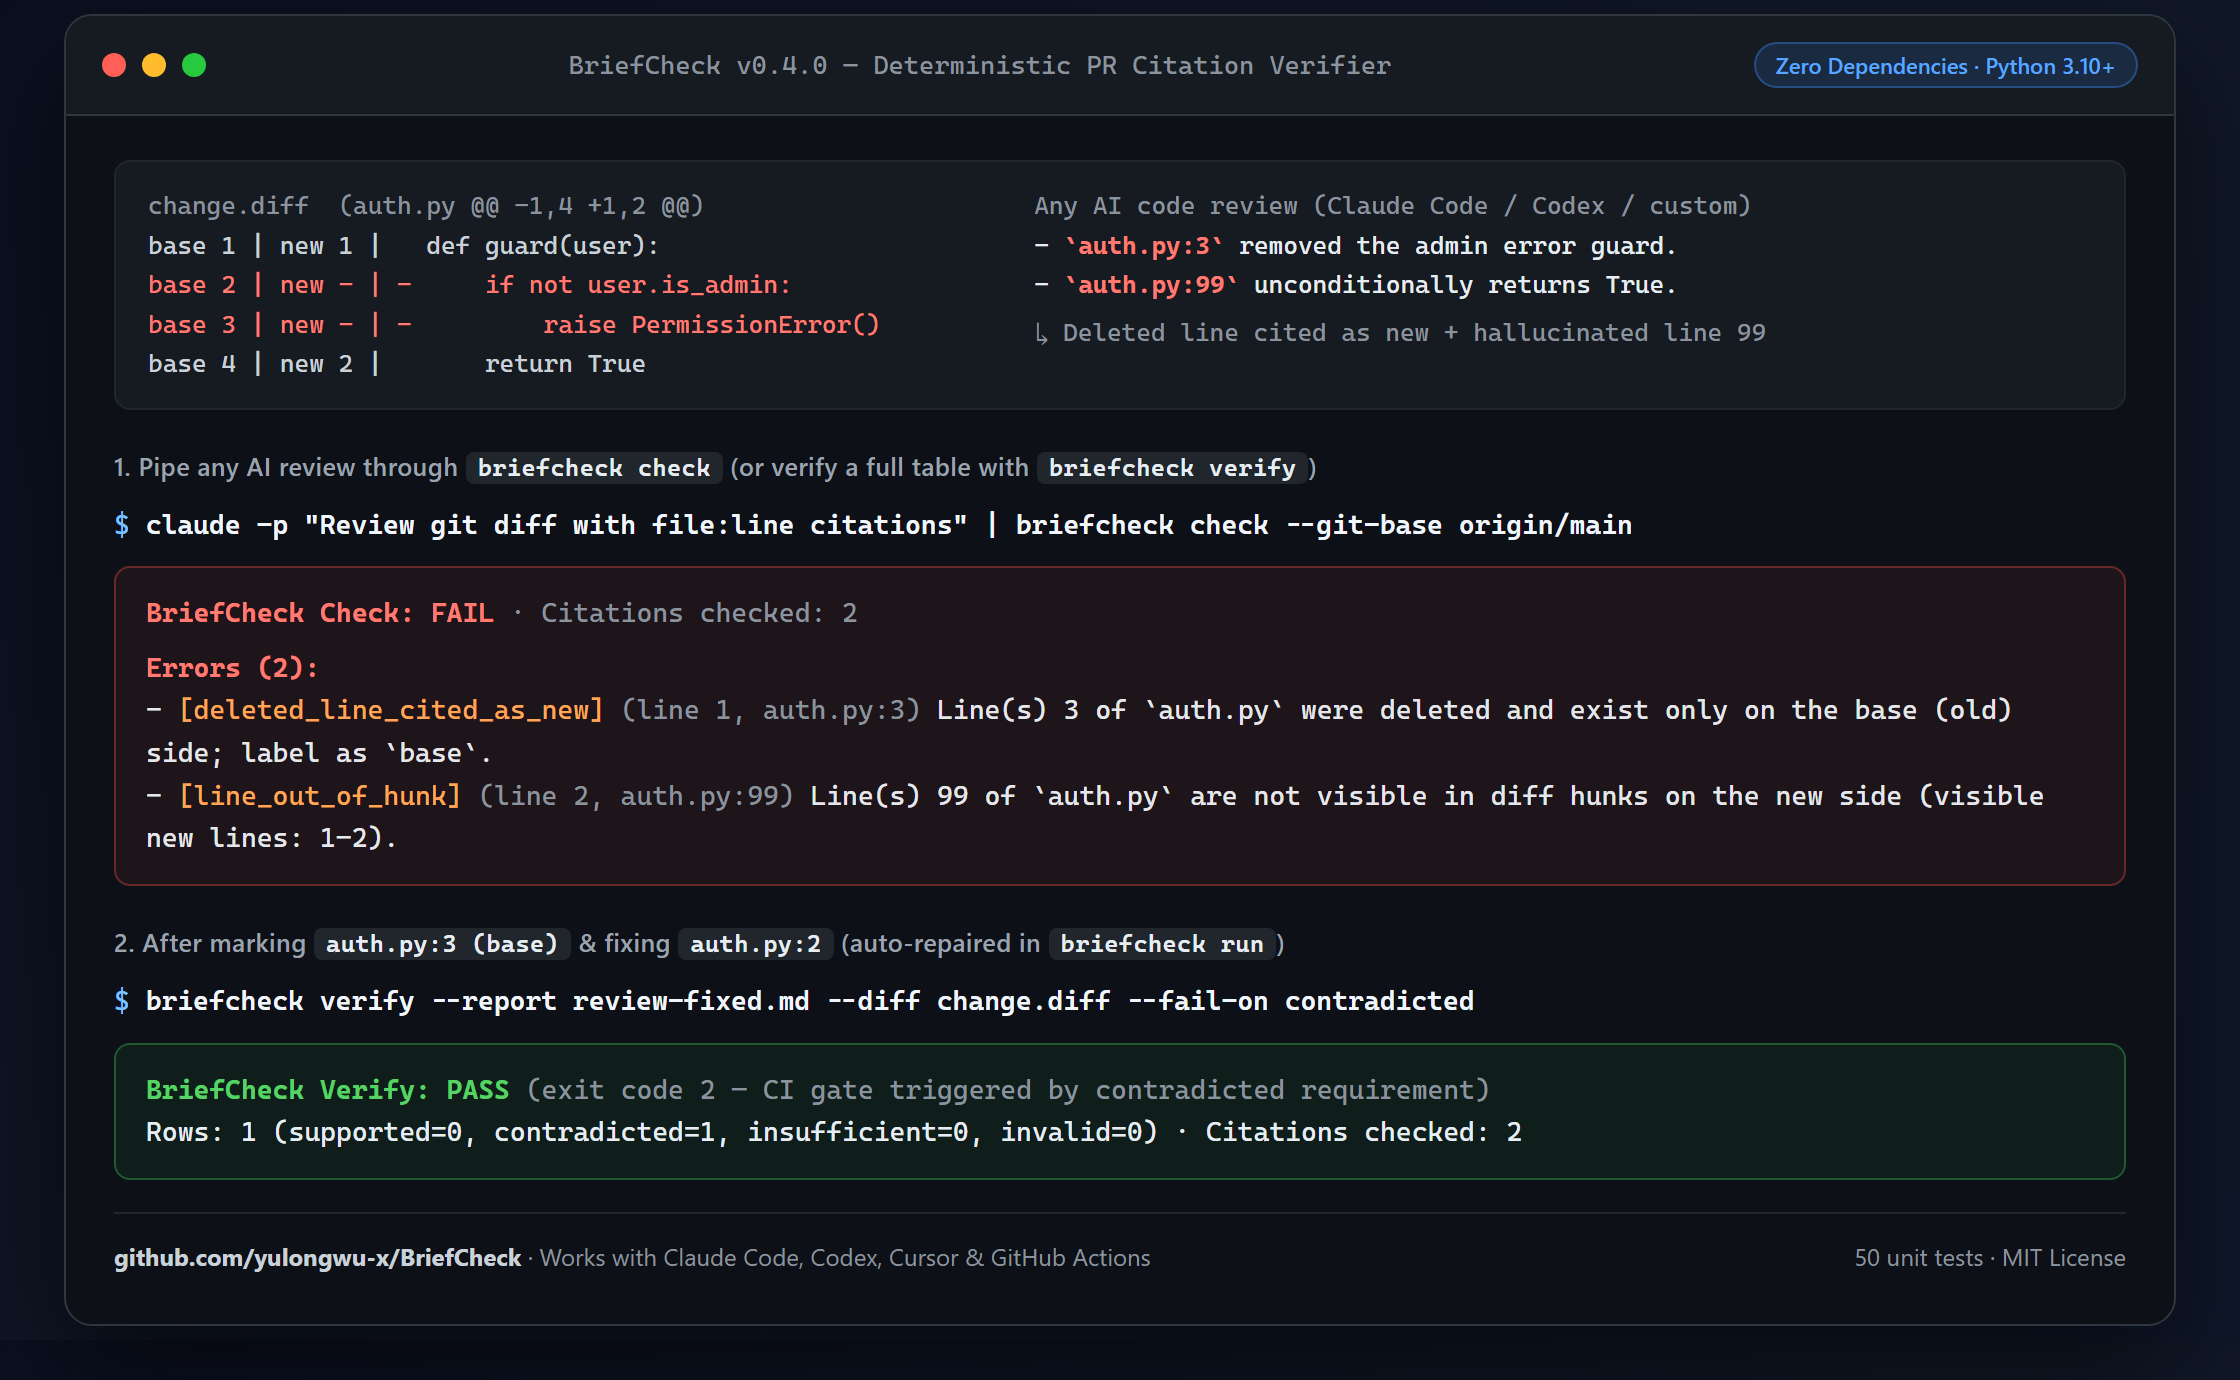 BriefCheck v0.4.0 — Deterministic PR Citation Verifier
Zero Dependencies · Python 3.10+
change.diff  (auth.py @@ -1,4 +1,2 @@)
base 1 | new 1 |   def guard(user):
base 2 | new - | -     if not user.is_admin:
base 3 | new - | -         raise PermissionError()
base 4 | new 2 |       return True
Any AI code review (Claude Code / Codex / custom)
- `auth.py:3` removed the admin error guard.
- `auth.py:99` unconditionally returns True.
↳ Deleted line cited as new + hallucinated line 99
1. Pipe any AI review through briefcheck check (or verify a full table with briefcheck verify)
$ claude -p "Review git diff with file:line citations" | briefcheck check --git-base origin/main
BriefCheck Check: FAIL · Citations checked: 2
Errors (2):
- [deleted_line_cited_as_new] (line 1, auth.py:3) Line(s) 3 of `auth.py` were deleted and exist only on the base (old)
side; label as `base`.
- [line_out_of_hunk] (line 2, auth.py:99) Line(s) 99 of `auth.py` are not visible in diff hunks on the new side (visible
new lines: 1-2).
2. After marking auth.py:3 (base) & fixing auth.py:2 (auto-repaired in briefcheck run)
$ briefcheck verify --report review-fixed.md --diff change.diff --fail-on contradicted
BriefCheck Verify: PASS (exit code 2 — CI gate triggered by contradicted requirement)
Rows: 1 (supported=0, contradicted=1, insufficient=0, invalid=0) · Citations checked: 2
github.com/yulongwu-x/BriefCheck · Works with Claude Code, Codex, Cursor & GitHub Actions
50 unit tests · MIT License